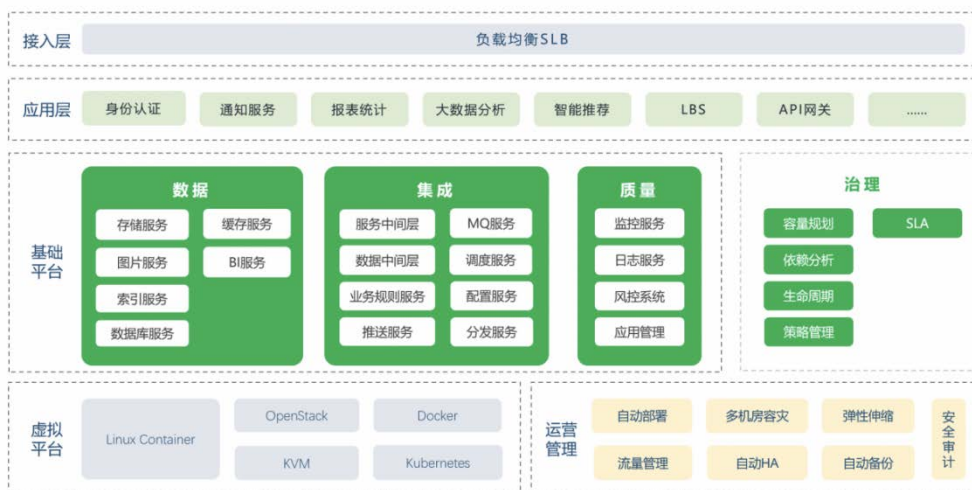 接入层
负载均衡SLB
应用层
身份认证
通知服务
报表统计
大数据分析
智能推荐
LBS
API网关
......
基础
平台
数据
存储服务
缓存服务
图片服务
BI服务
索引服务
数据库服务
集成
服务中间层
MQ服务
数据中间层
调度服务
业务规则服务
配置服务
推送服务
分发服务
质量
监控服务
日志服务
风控系统
应用管理
治理
容量规划
SLA
依赖分析
生命周期
策略管理
虚拟
平台
Linux Container
OpenStack
Docker
KVM
Kubernetes
运营
管理
自动部署
多机房容灾
弹性伸缩
流量管理
自动HA
自动备份
安全审计